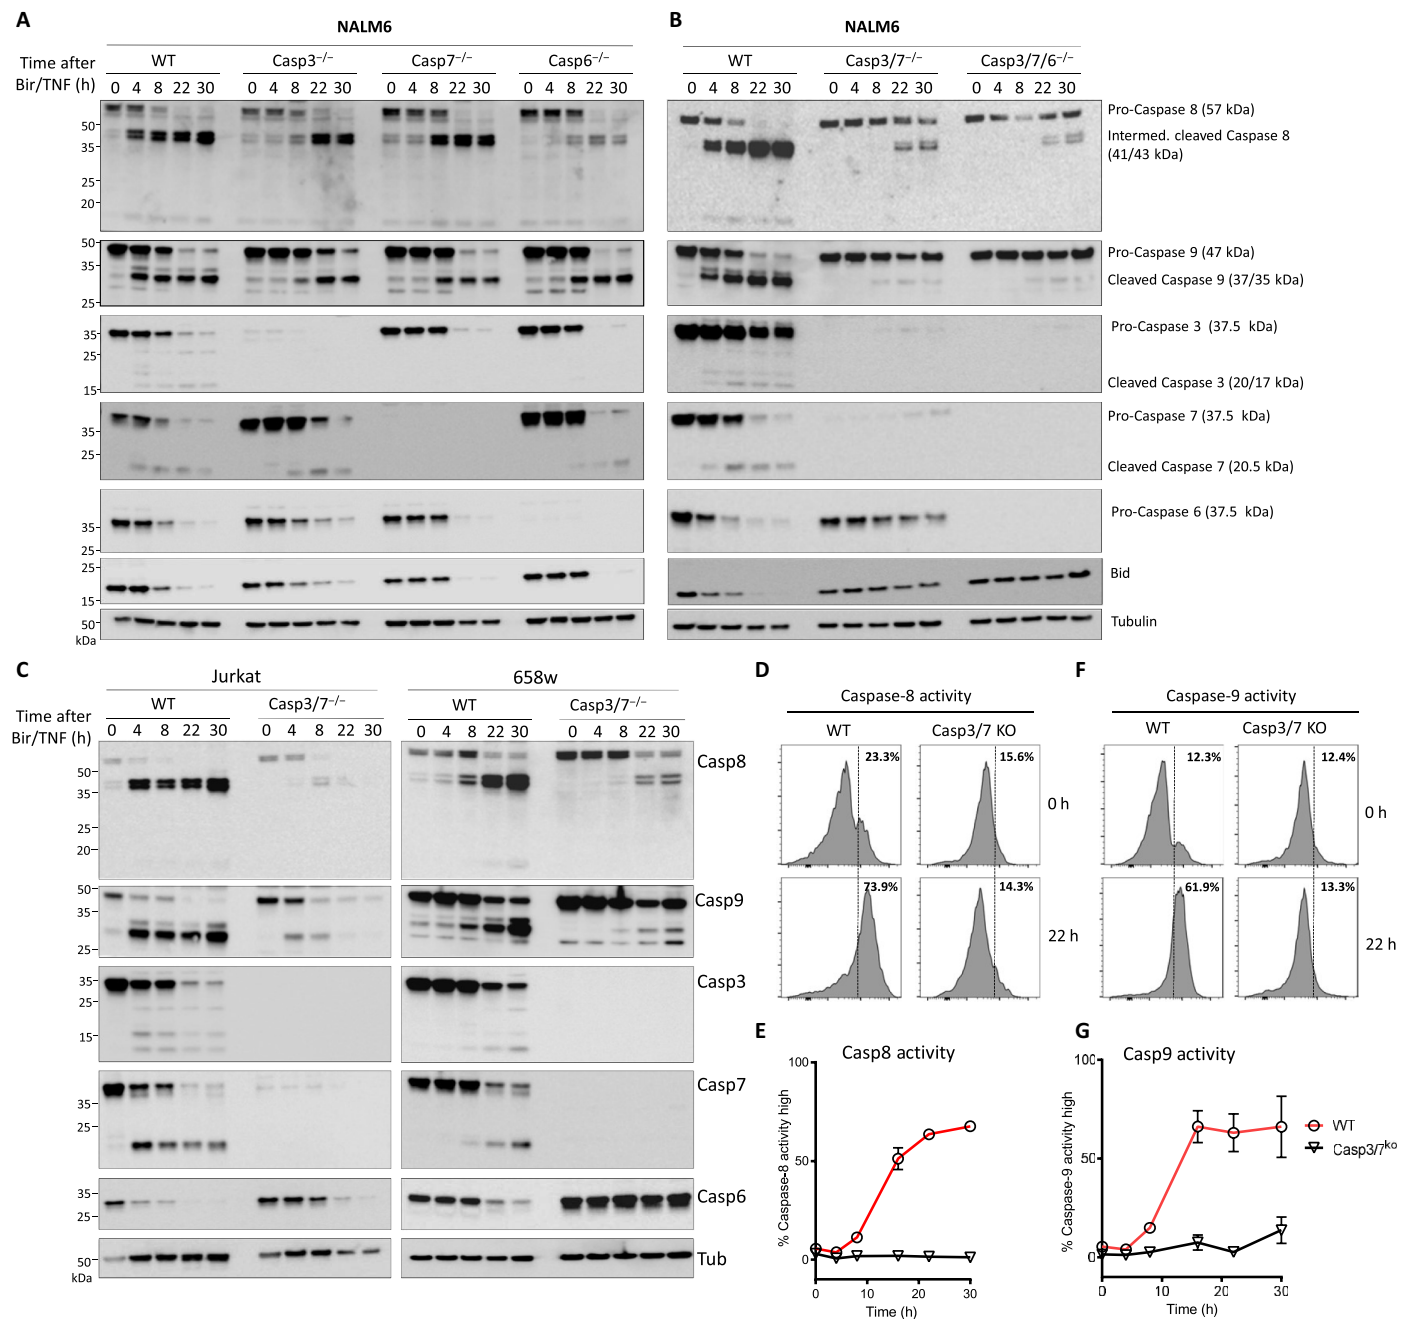 A
NALM6
Time after
Bir/TNF (h)
WT
Casp3–/–
Casp7–/–
Casp6–/–
0 4 8 22 30
0 4 8 22 30
0 4 8 22 30
0 4 8 22 30
50
35
25
20
50
35
25
35
25
15
35
25
35
25
25
15
50
kDa
B
NALM6
WT
Casp3/7–/–
Casp3/7/6–/–
0 4 8 22 30
0 4 8 22 30
0 4 8 22 30
Pro-Caspase 8 (57 kDa)
Intermed. cleaved Caspase 8
(41/43 kDa)
Pro-Caspase 9 (47 kDa)
Cleaved Caspase 9 (37/35 kDa)
Pro-Caspase 3 (37.5 kDa)
Cleaved Caspase 3 (20/17 kDa)
Pro-Caspase 7 (37.5 kDa)
Cleaved Caspase 7 (20.5 kDa)
Pro-Caspase 6 (37.5 kDa)
Bid
Tubulin
C
Jurkat
658w
Time after
Bir/TNF (h)
WT
Casp3/7–/–
WT
Casp3/7–/–
0 4 8 22 30
0 4 8 22 30
0 4 8 22 30
0 4 8 22 30
50
35
25
20
Casp8
50
35
25
Casp9
35
25
15
Casp3
35
25
Casp7
35
25
Casp6
50
kDa
Tub
D
Caspase-8 activity
WT
Casp3/7 KO
23.3%
15.6%
0 h
73.9%
14.3%
22 h
F
Caspase-9 activity
WT
Casp3/7 KO
12.3%
12.4%
0 h
61.9%
13.3%
22 h
E
Casp8 activity
% Caspase-8 activity high
100
50
0
0 10 20 30
Time (h)
G
Casp9 activity
% Caspase-9 activity high
100
50
0
0 10 20 30
Time (h)
WT
Casp3/7ko